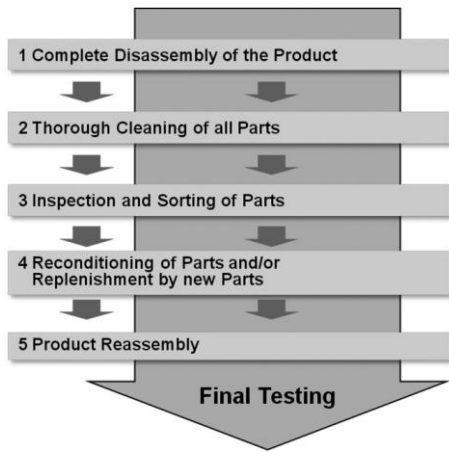 1 Complete Disassembly of the Product
2 Thorough Cleaning of all Parts
3 Inspection and Sorting of Parts
4 Reconditioning of Parts and/or
Replenishment by new Parts
5 Product Reassembly
Final Testing